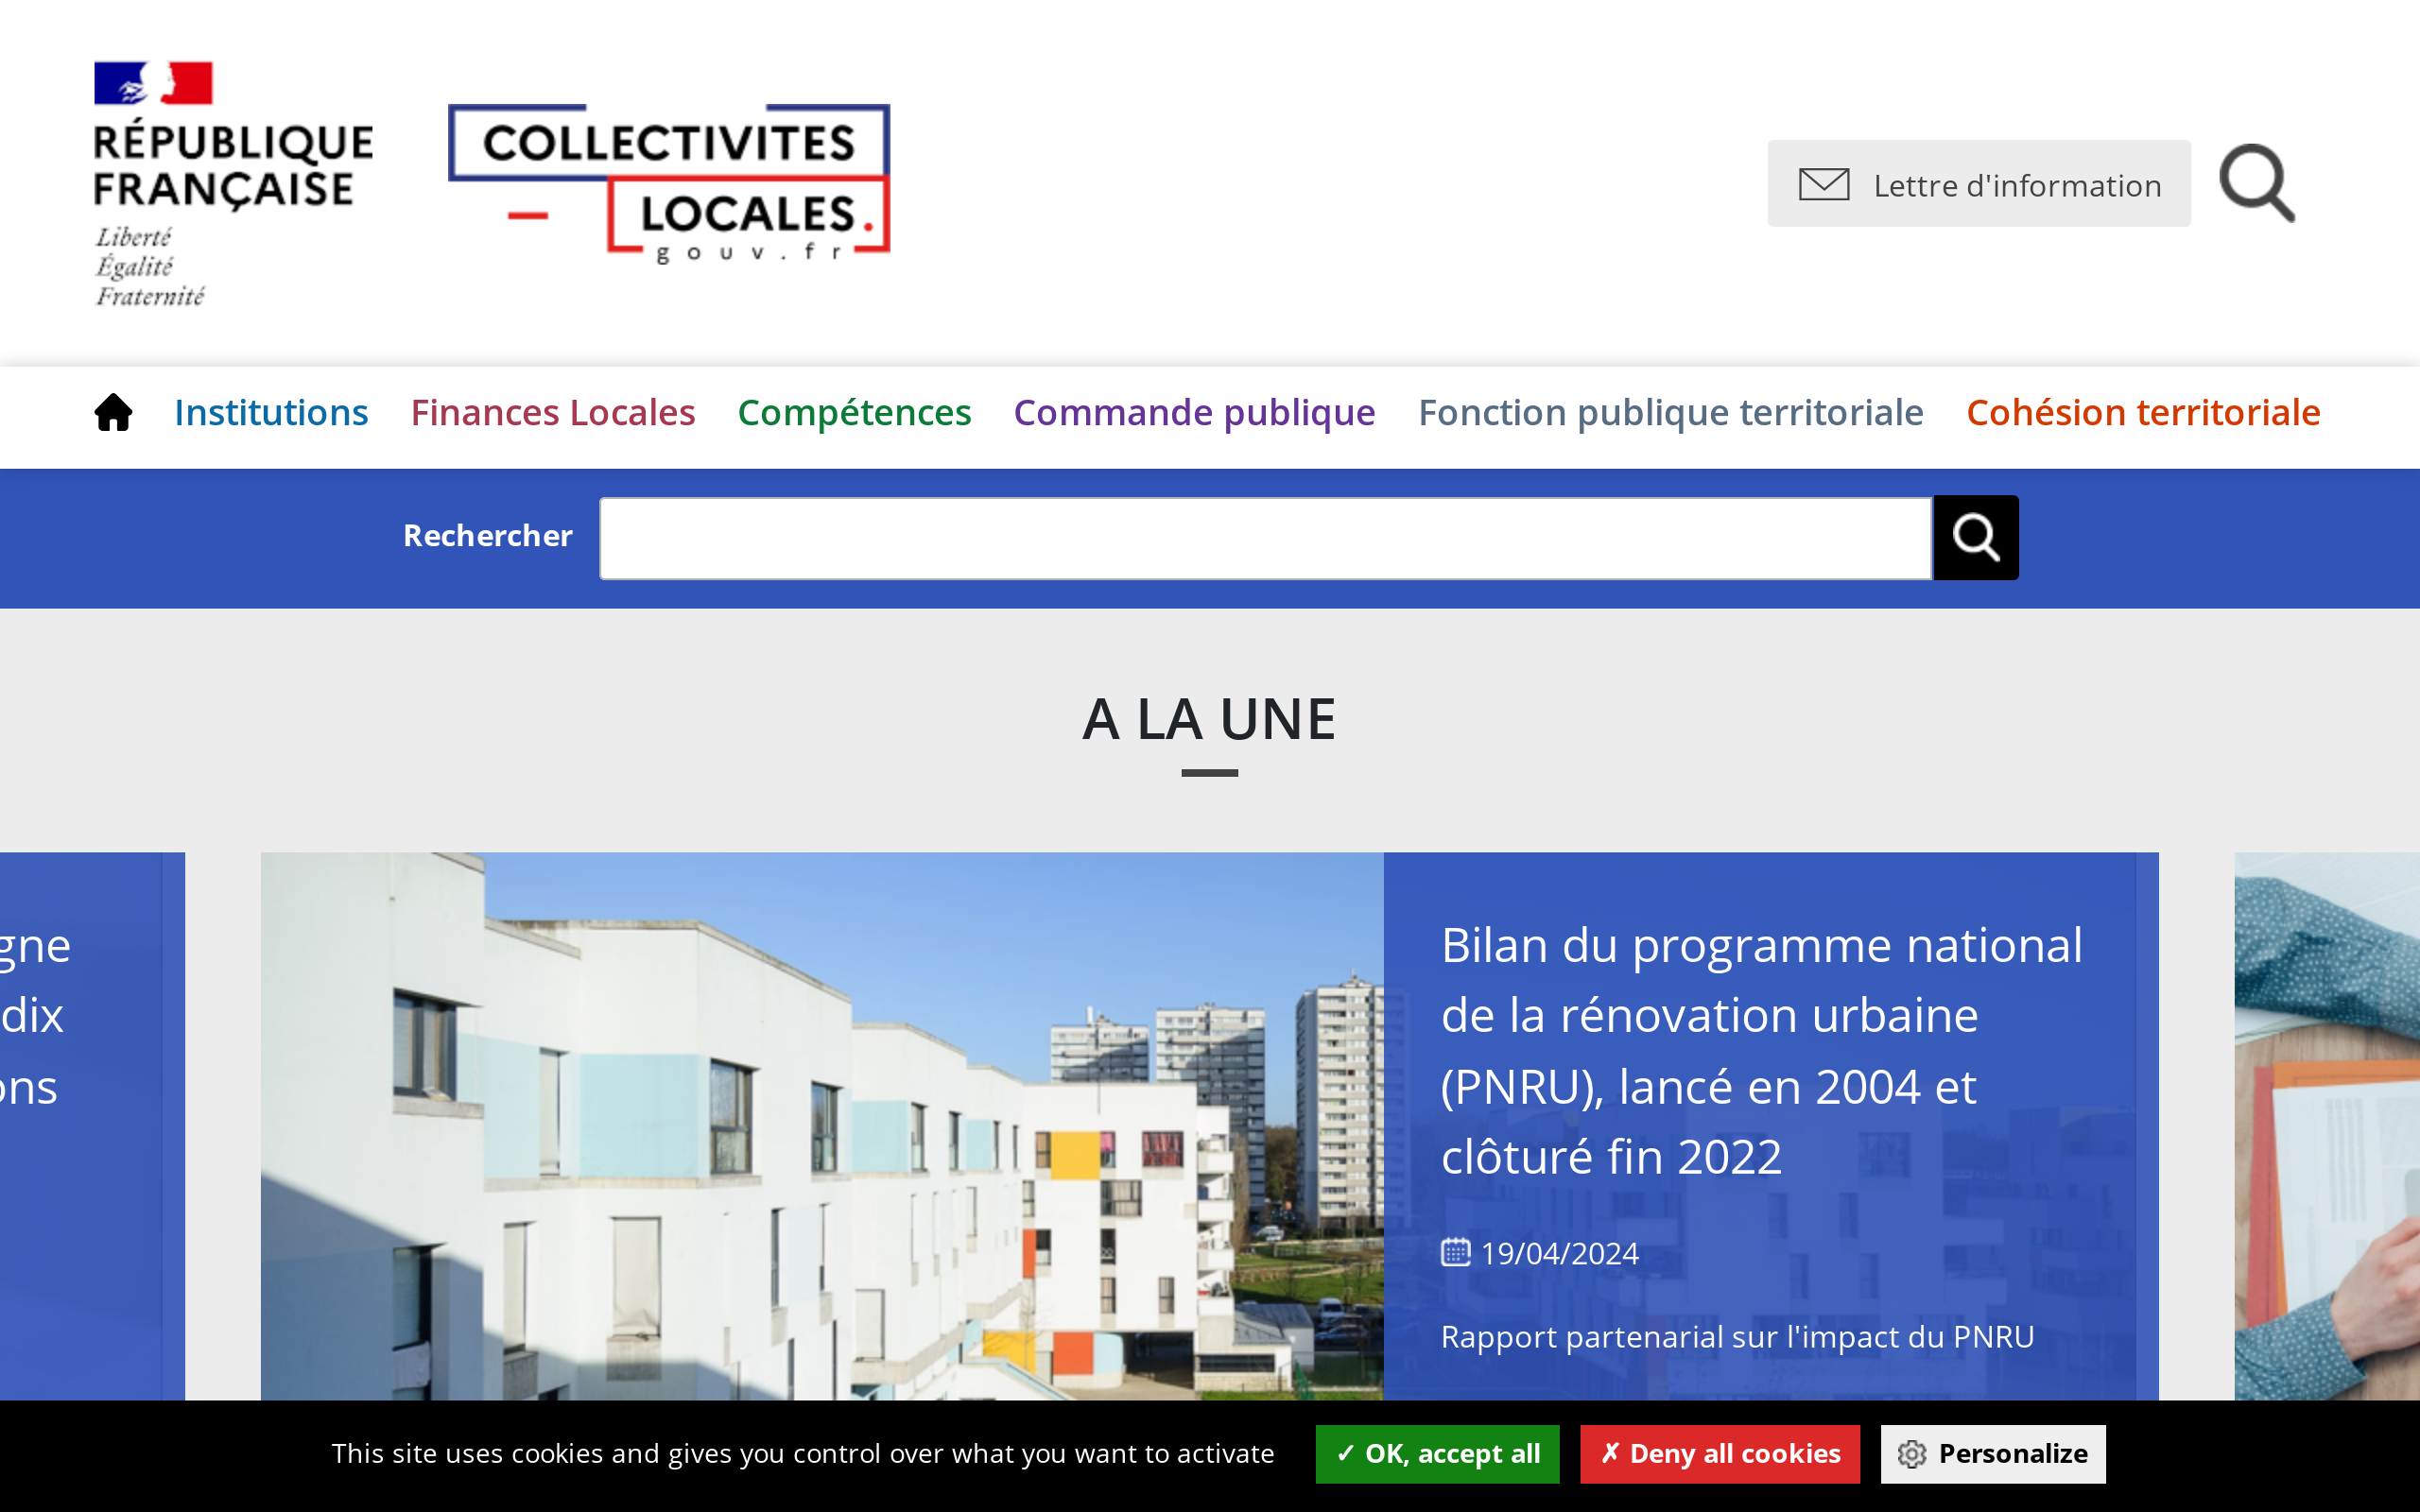 RÉPUBLIQUE
FRANÇAISE
Liberté
Égalité
Fraternité
COLLECTIVITES
LOCALES.
gouv.fr
Lettre d'information
Institutions Finances Locales Compétences Commande publique Fonction publique territoriale Cohésion territoriale
Rechercher
A LA UNE
dix
Bilan du programme national
de la rénovation urbaine
(PNRU), lancé en 2004 et
clôturé fin 2022
19/04/2024
Rapport partenarial sur l'impact du PNRU
This site uses cookies and gives you control over what you want to activate
✓ OK, accept all
✗ Deny all cookies
Personalize